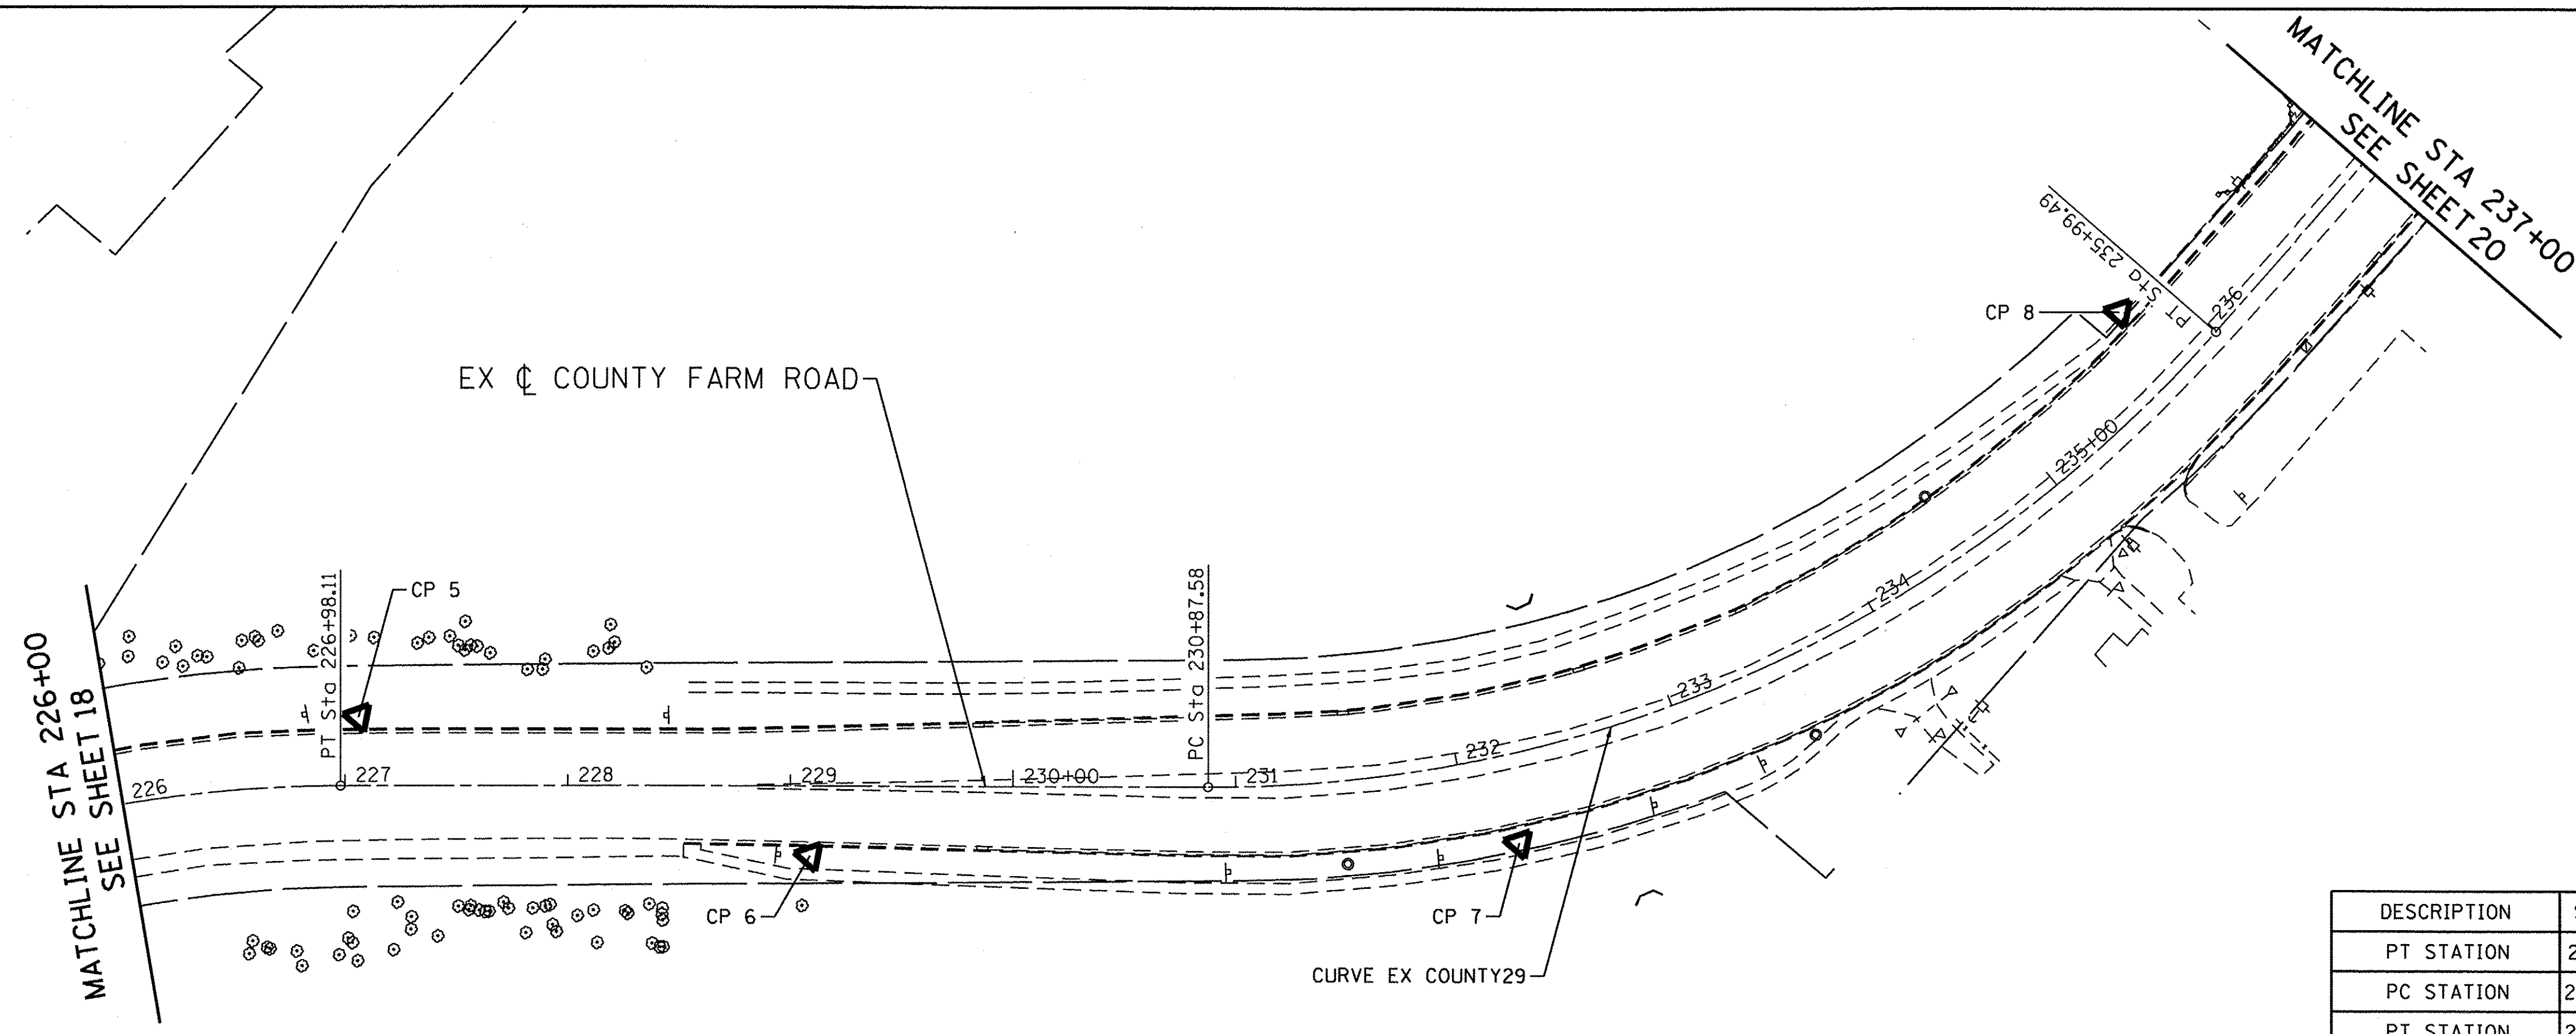 MATCHLINE STA 237+00
SEE SHEET 20
PT Sta 235+99.49
236
CP 8
EX ℄ COUNTY FARM ROAD
235+00
CP 5
PT Sta 226+98.11
PC Sta 230+87.58
234
233
232
MATCHLINE STA 226+00
SEE SHEET 18
226
227
228
229
230+00
231
CP 6
CP 7
CURVE EX COUNTY29
DESCRIPTION
PT STATION
PC STATION
PT STATION